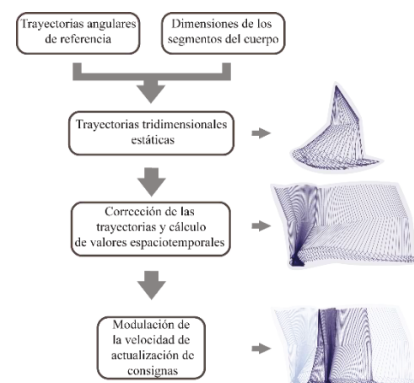 Trayectorias angulares
de referencia
Dimensiones de los
segmentos del cuerpo
Trayectorias tridimensionales
estáticas
Corrección de las
trayectorias y cálculo
de valores espaciotemporales
Modulación de
la velocidad de
actualización de
consignas